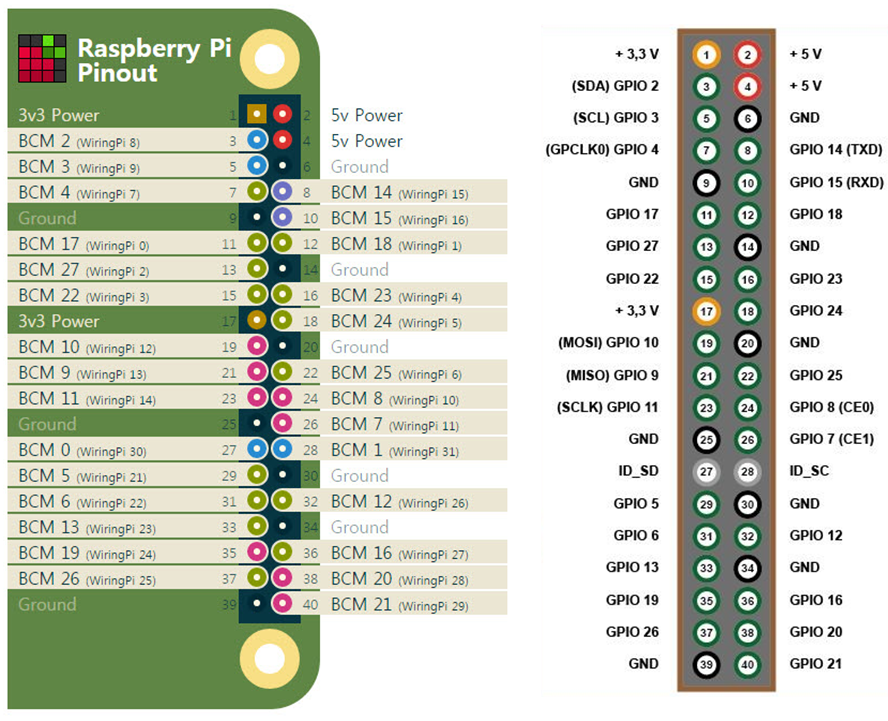 Raspberry Pi
Pinout
3v3 Power 1 2 5v Power
BCM 2 (WiringPi 8) 3 4 5v Power
BCM 3 (WiringPi 9) 5 6 Ground
BCM 4 (WiringPi 7) 7 8 BCM 14 (WiringPi 15)
Ground 9 10 BCM 15 (WiringPi 16)
BCM 17 (WiringPi 0) 11 12 BCM 18 (WiringPi 1)
BCM 27 (WiringPi 2) 13 14 Ground
BCM 22 (WiringPi 3) 15 16 BCM 23 (WiringPi 4)
3v3 Power 17 18 BCM 24 (WiringPi 5)
BCM 10 (WiringPi 12) 19 20 Ground
BCM 9 (WiringPi 13) 21 22 BCM 25 (WiringPi 6)
BCM 11 (WiringPi 14) 23 24 BCM 8 (WiringPi 10)
Ground 25 26 BCM 7 (WiringPi 11)
BCM 0 (WiringPi 30) 27 28 BCM 1 (WiringPi 31)
BCM 5 (WiringPi 21) 29 30 Ground
BCM 6 (WiringPi 22) 31 32 BCM 12 (WiringPi 26)
BCM 13 (WiringPi 23) 33 34 Ground
BCM 19 (WiringPi 24) 35 36 BCM 16 (WiringPi 27)
BCM 26 (WiringPi 25) 37 38 BCM 20 (WiringPi 28)
Ground 39 40 BCM 21 (WiringPi 29)
+ 3,3 V 1 2 + 5 V
(SDA) GPIO 2 3 4 + 5 V
(SCL) GPIO 3 5 6 GND
(GPCLK0) GPIO 4 7 8 GPIO 14 (TXD)
GND 9 10 GPIO 15 (RXD)
GPIO 17 11 12 GPIO 18
GPIO 27 13 14 GND
GPIO 22 15 16 GPIO 23
+ 3,3 V 17 18 GPIO 24
(MOSI) GPIO 10 19 20 GND
(MISO) GPIO 9 21 22 GPIO 25
(SCLK) GPIO 11 23 24 GPIO 8 (CE0)
GND 25 26 GPIO 7 (CE1)
ID_SD 27 28 ID_SC
GPIO 5 29 30 GND
GPIO 6 31 32 GPIO 12
GPIO 13 33 34 GND
GPIO 19 35 36 GPIO 16
GPIO 26 37 38 GPIO 20
GND 39 40 GPIO 21